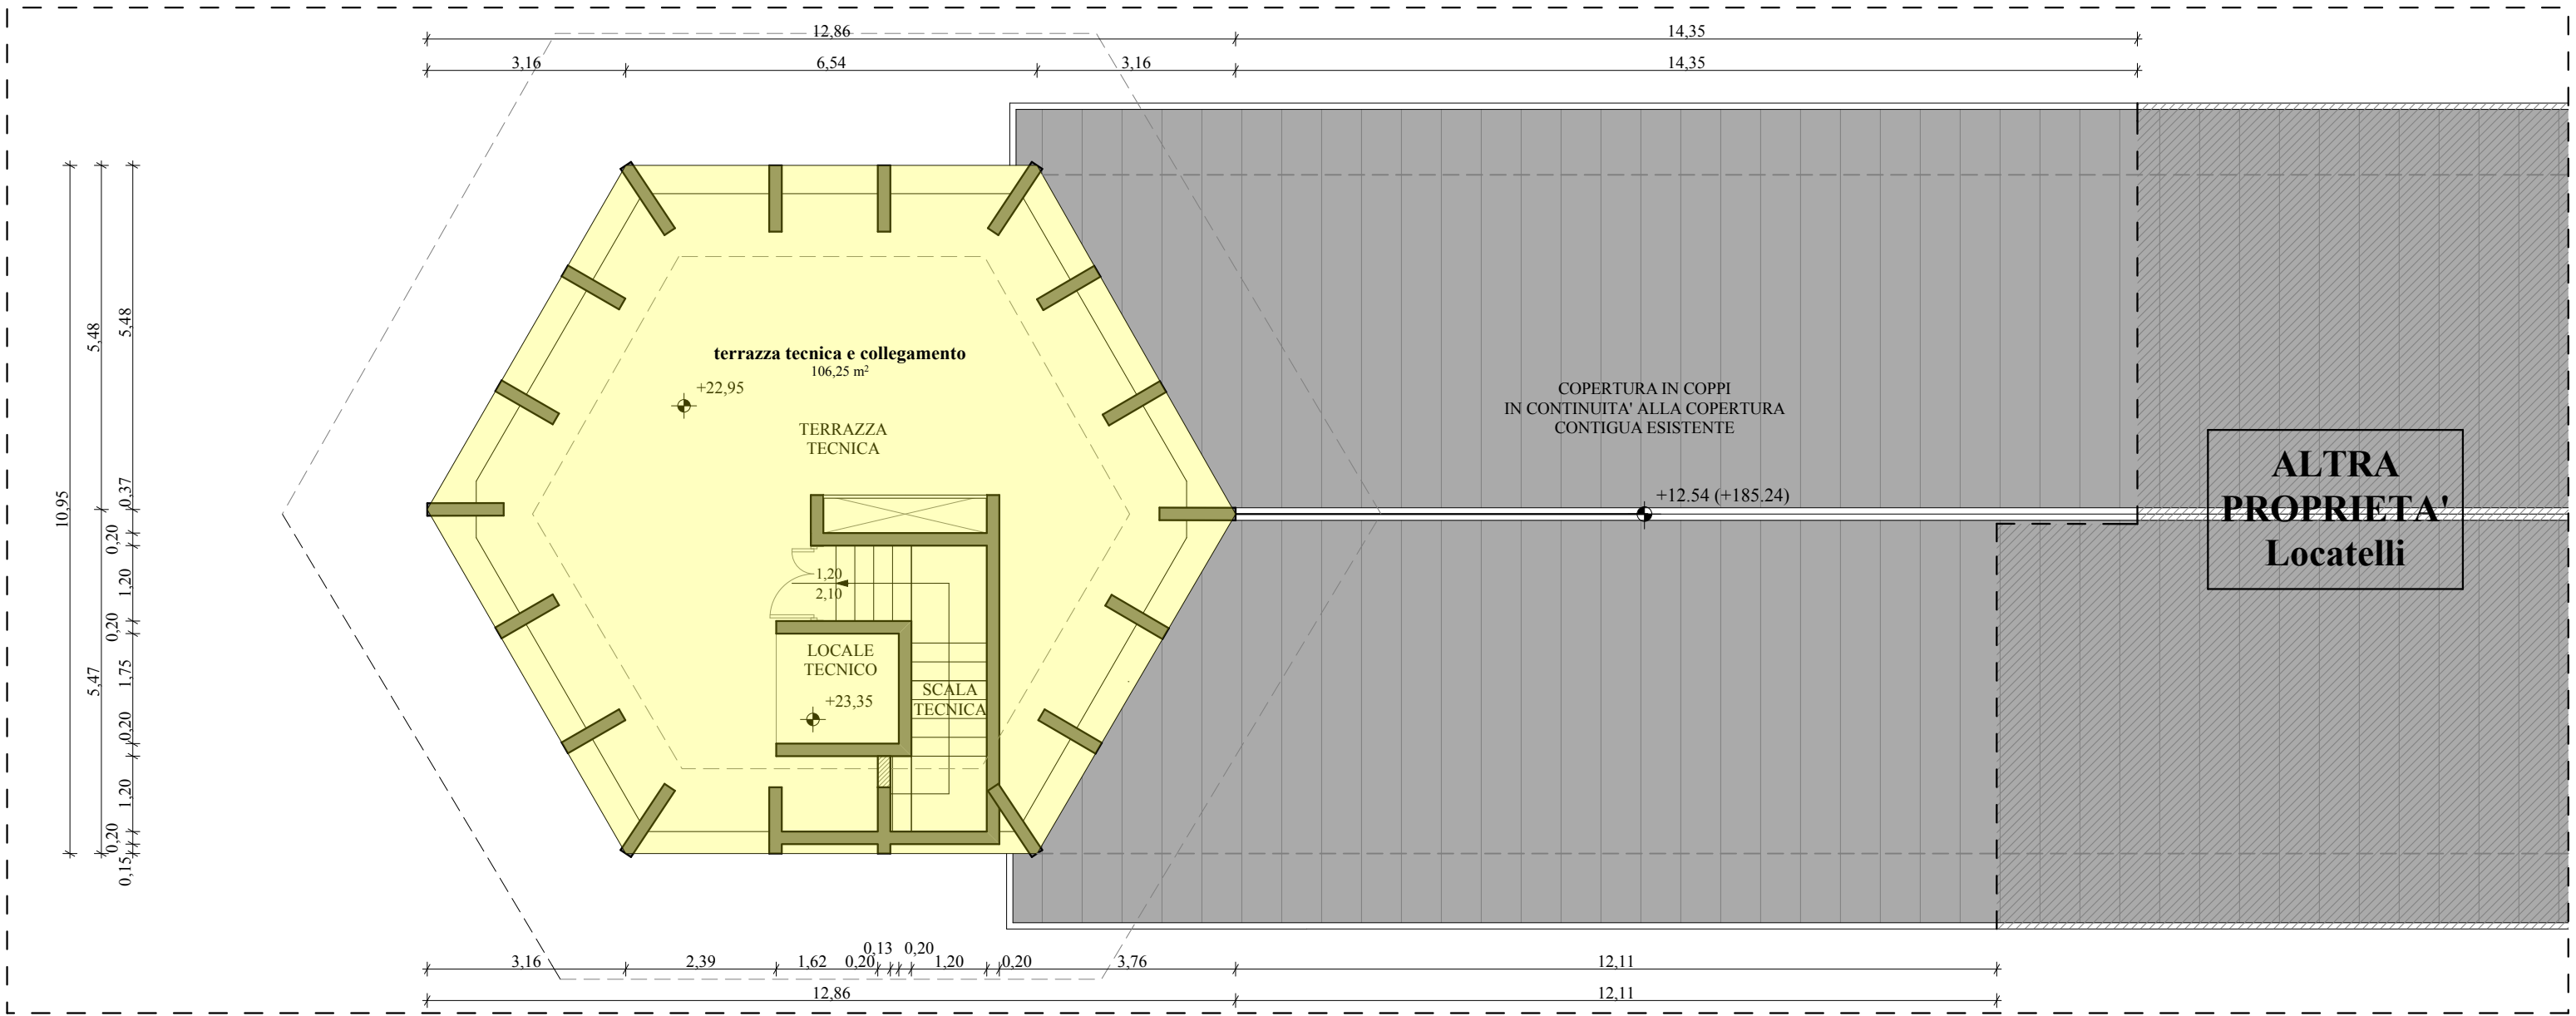 12,86
14,35
3,16
6,54
3,16
14,35
terrazza tecnica e collegamento
106,25 m²
+22,95
TERRAZZA
TECNICA
COPERTURA IN COPPI
IN CONTINUITA' ALLA COPERTURA
CONTIGUA ESISTENTE
+12.54 (+185.24)
ALTRA
PROPRIETA'
Locatelli
10,95
5,48
5,47
5,48
0,37
0,20
1,20
0,20
1,75
0,20
1,20
0,20
0,15
1,20
2,10
LOCALE
TECNICO
+23,35
SCALA
TECNICA
0,13
0,20
3,16
2,39
1,62
0,20
1,20
0,20
3,76
12,11
12,86
12,11